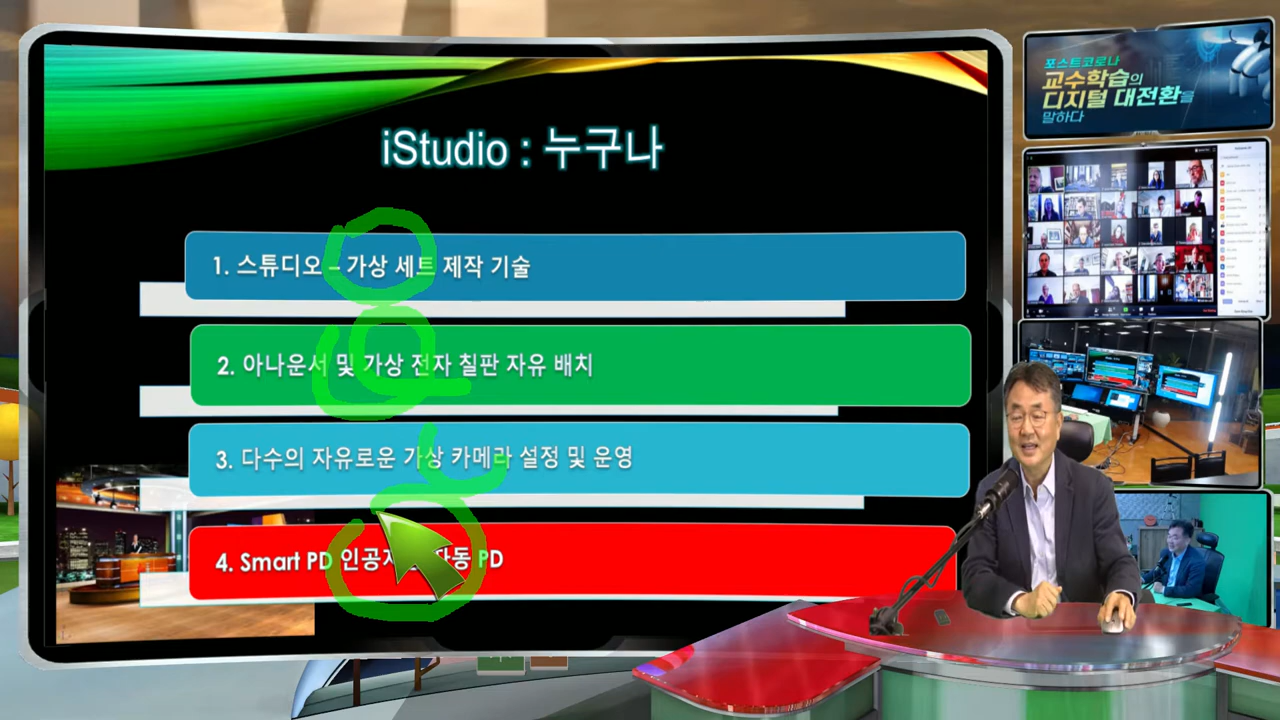 iStudio : 누구나
1. 스튜디오 – 가상 세트 제작 기술
2. 아나운서 및 가상 전자 칠판 자유 배치
3. 다수의 자유로운 가상 카메라 설정 및 운영
4. Smart PD 인공지 자동 PD
포스트코로나
교수학습의
디지털 대전환을
말하다